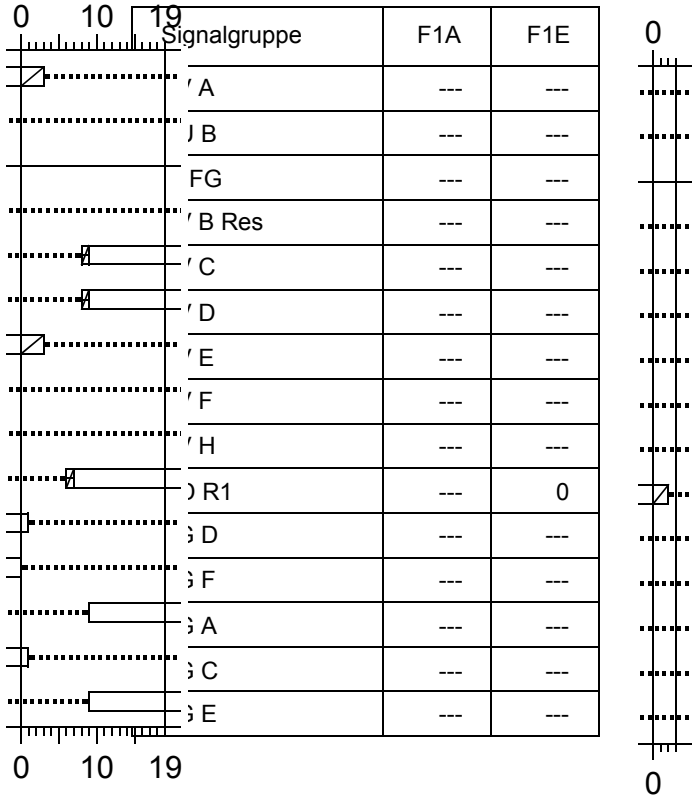 0 10 19
Signalgruppe F1A F1E
0
A --- ---
B --- ---
FG --- ---
B Res --- ---
C --- ---
D --- ---
E --- ---
F --- ---
H --- ---
R1 --- 0
D --- ---
F --- ---
A --- ---
C --- ---
E --- ---
0 10 19
0